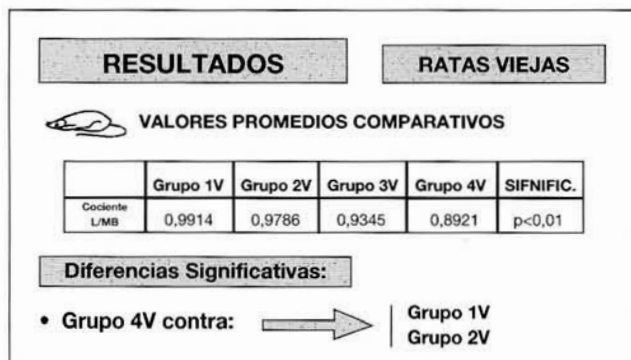 RESULTADOS
RATAS VIEJAS
VALORES PROMEDIOS COMPARATIVOS
Grupo 1V Grupo 2V Grupo 3V Grupo 4V SIFNIFIC.
Cociente
L/MB 0,9914 0,9786 0,9345 0,8921 p<0,01
Diferencias Significativas:
• Grupo 4V contra:
Grupo 1V
Grupo 2V